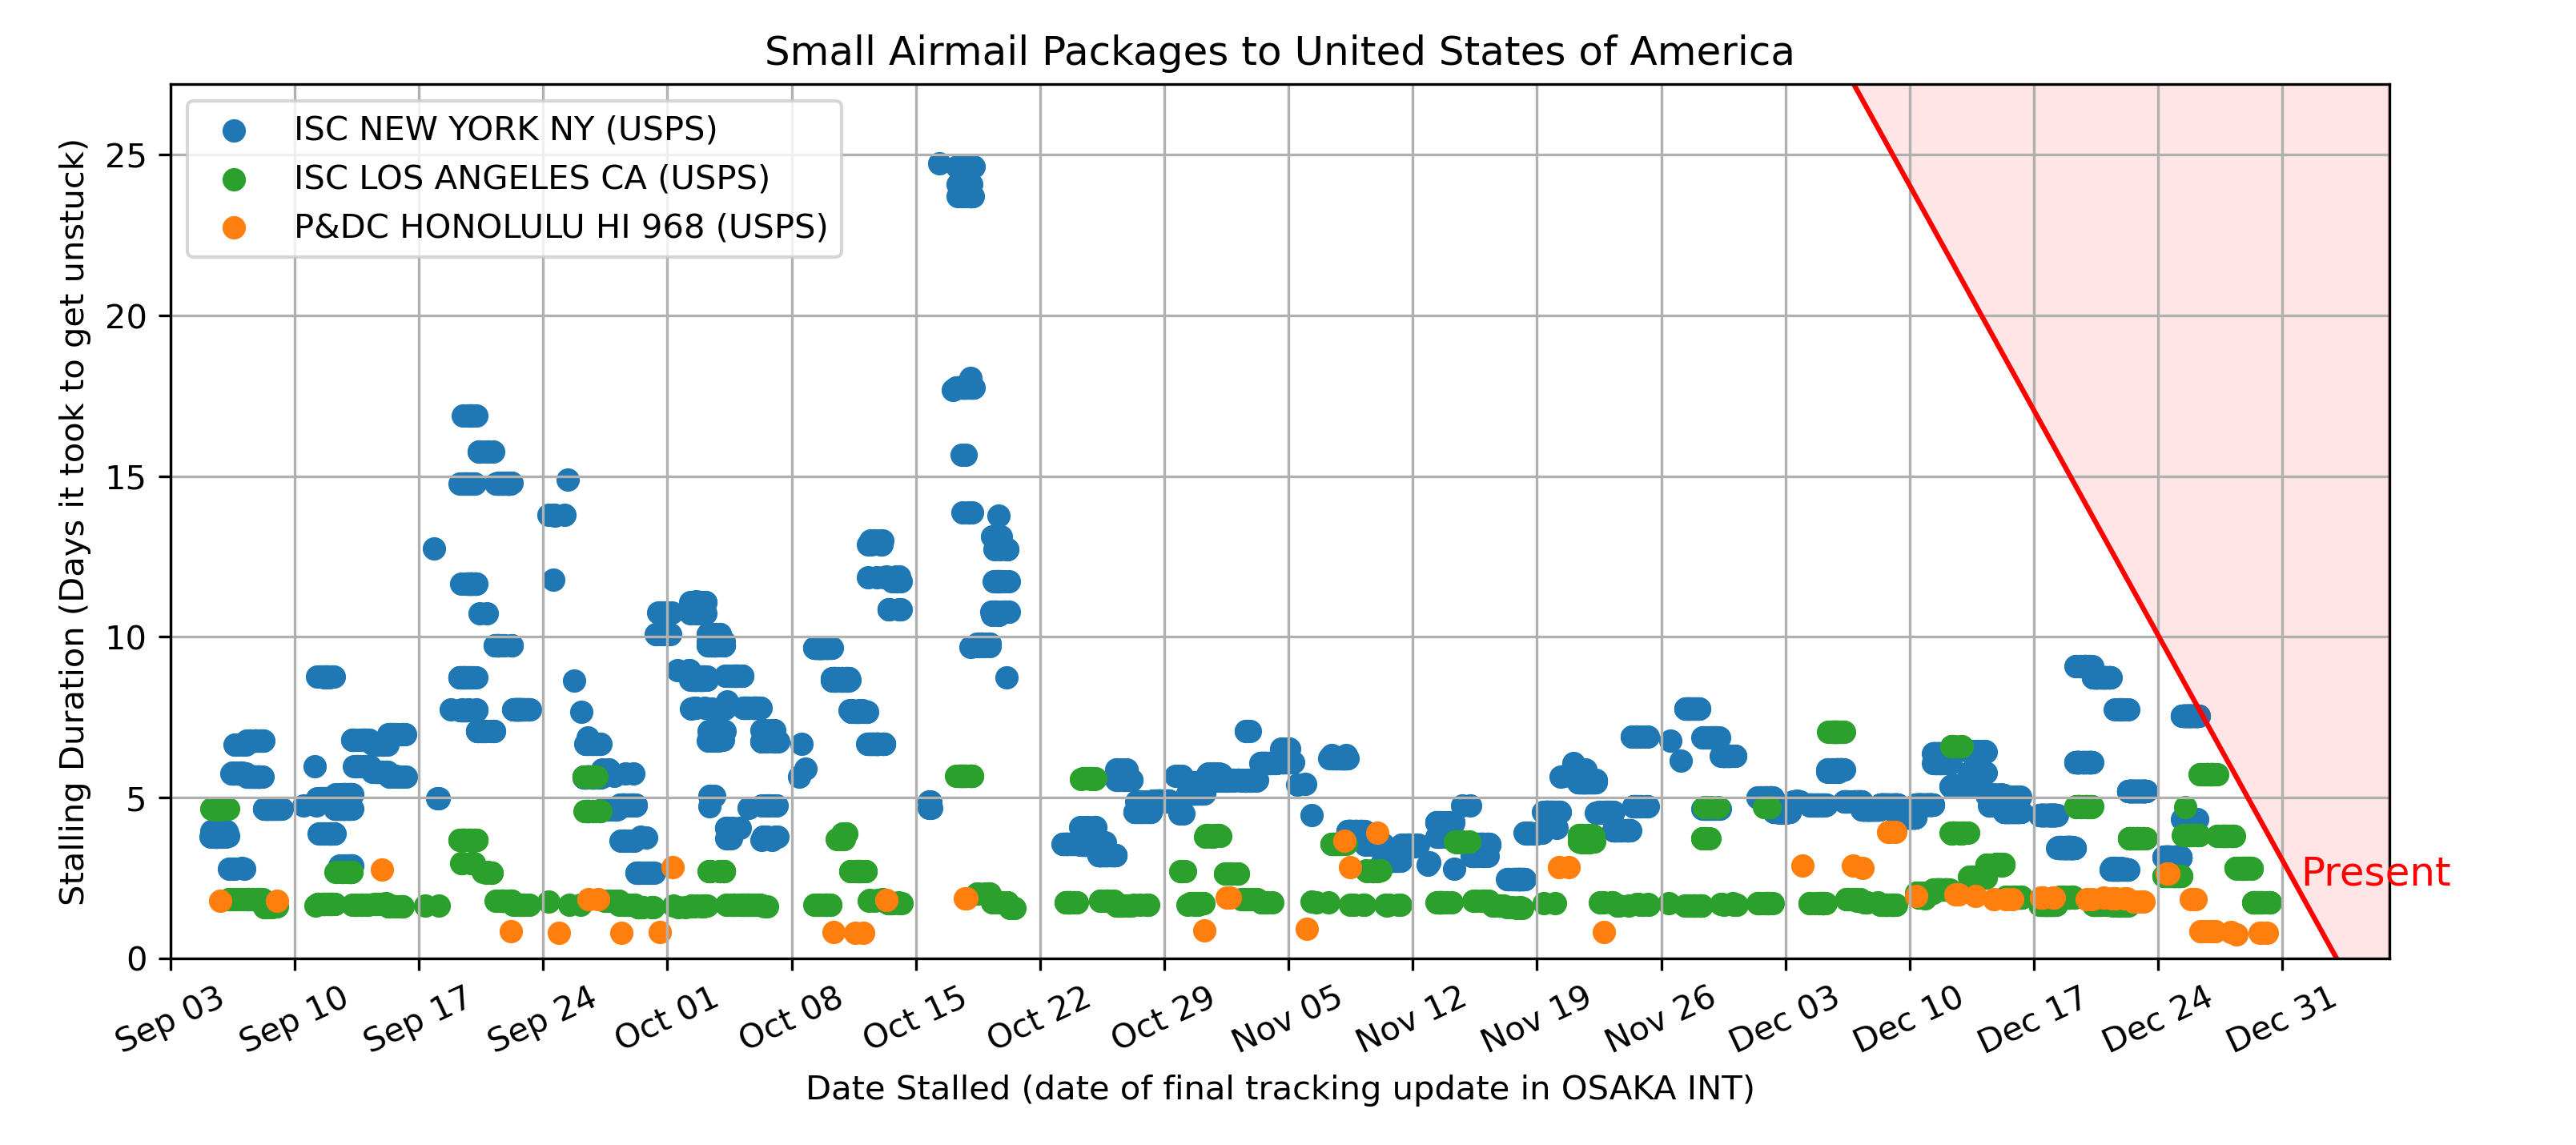 Small Airmail Packages to United States of America
ISC NEW YORK NY (USPS)
ISC LOS ANGELES CA (USPS)
P&DC HONOLULU HI 968 (USPS)
Stalling Duration (Days it took to get unstuck)
25
20
15
10
5
0
Present
Sep 03
Sep 10
Sep 17
Sep 24
Oct 01
Oct 08
Oct 15
Oct 22
Oct 29
Nov 05
Nov 12
Nov 19
Nov 26
Dec 03
Dec 10
Dec 17
Dec 24
Dec 31
Date Stalled (date of final tracking update in OSAKA INT)